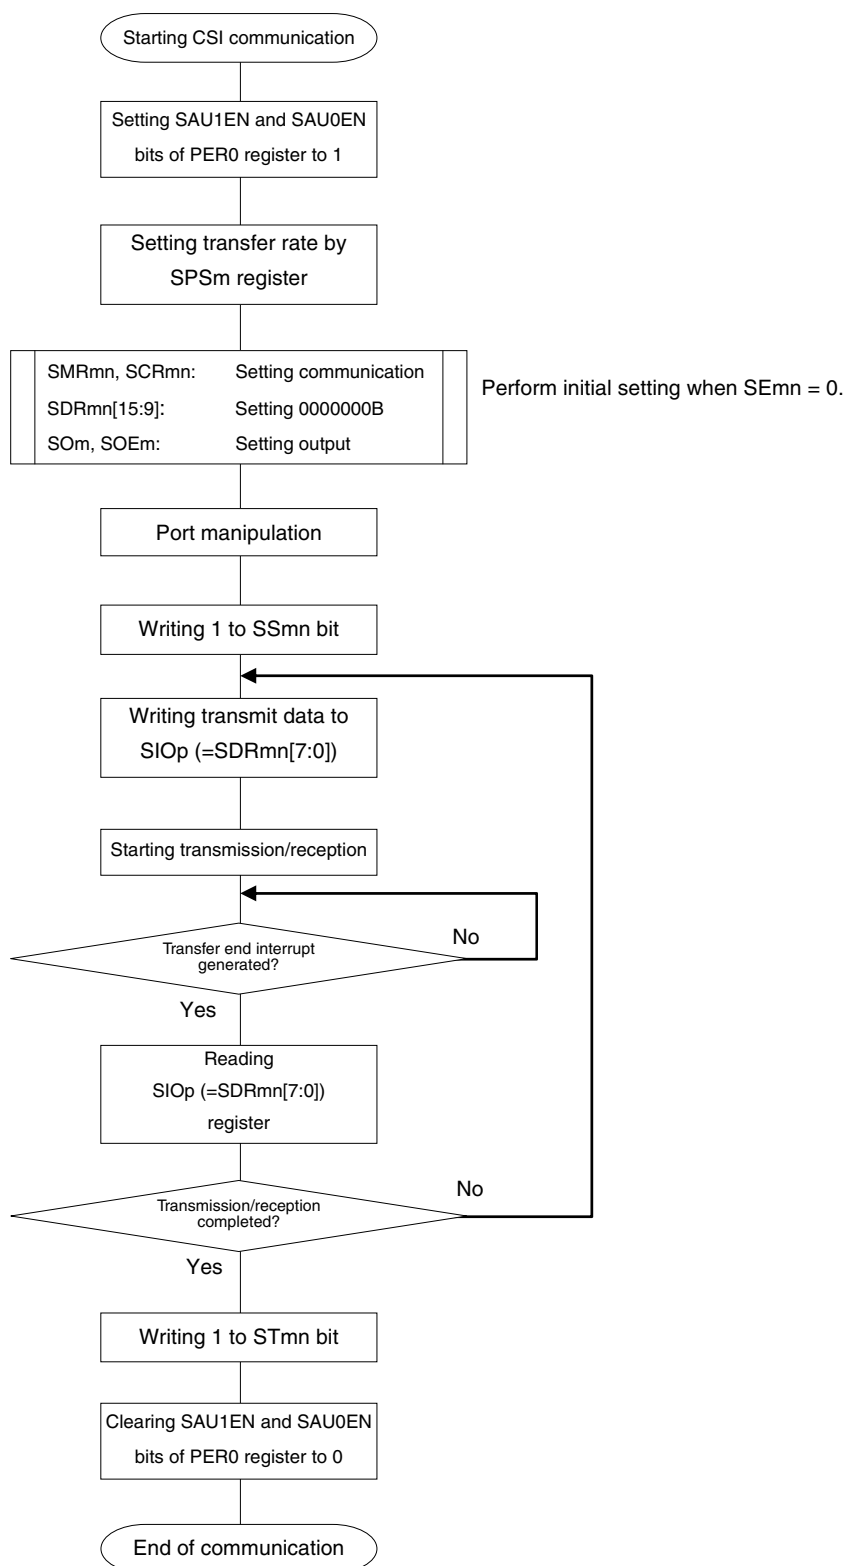 Starting CSI communication
Setting SAU1EN and SAU0EN
bits of PER0 register to 1
Setting transfer rate by
SPSm register
SMRmn, SCRmn: Setting communication
SDRmn[15:9]: Setting 0000000B
SOm, SOEm: Setting output
Perform initial setting when SEmn = 0.
Port manipulation
Writing 1 to SSmn bit
Writing transmit data to
SIOp (=SDRmn[7:0])
Starting transmission/reception
Transfer end interrupt
generated?
No
Yes
Reading
SIOp (=SDRmn[7:0])
register
Transmission/reception
completed?
No
Yes
Writing 1 to STmn bit
Clearing SAU1EN and SAU0EN
bits of PER0 register to 0
End of communication